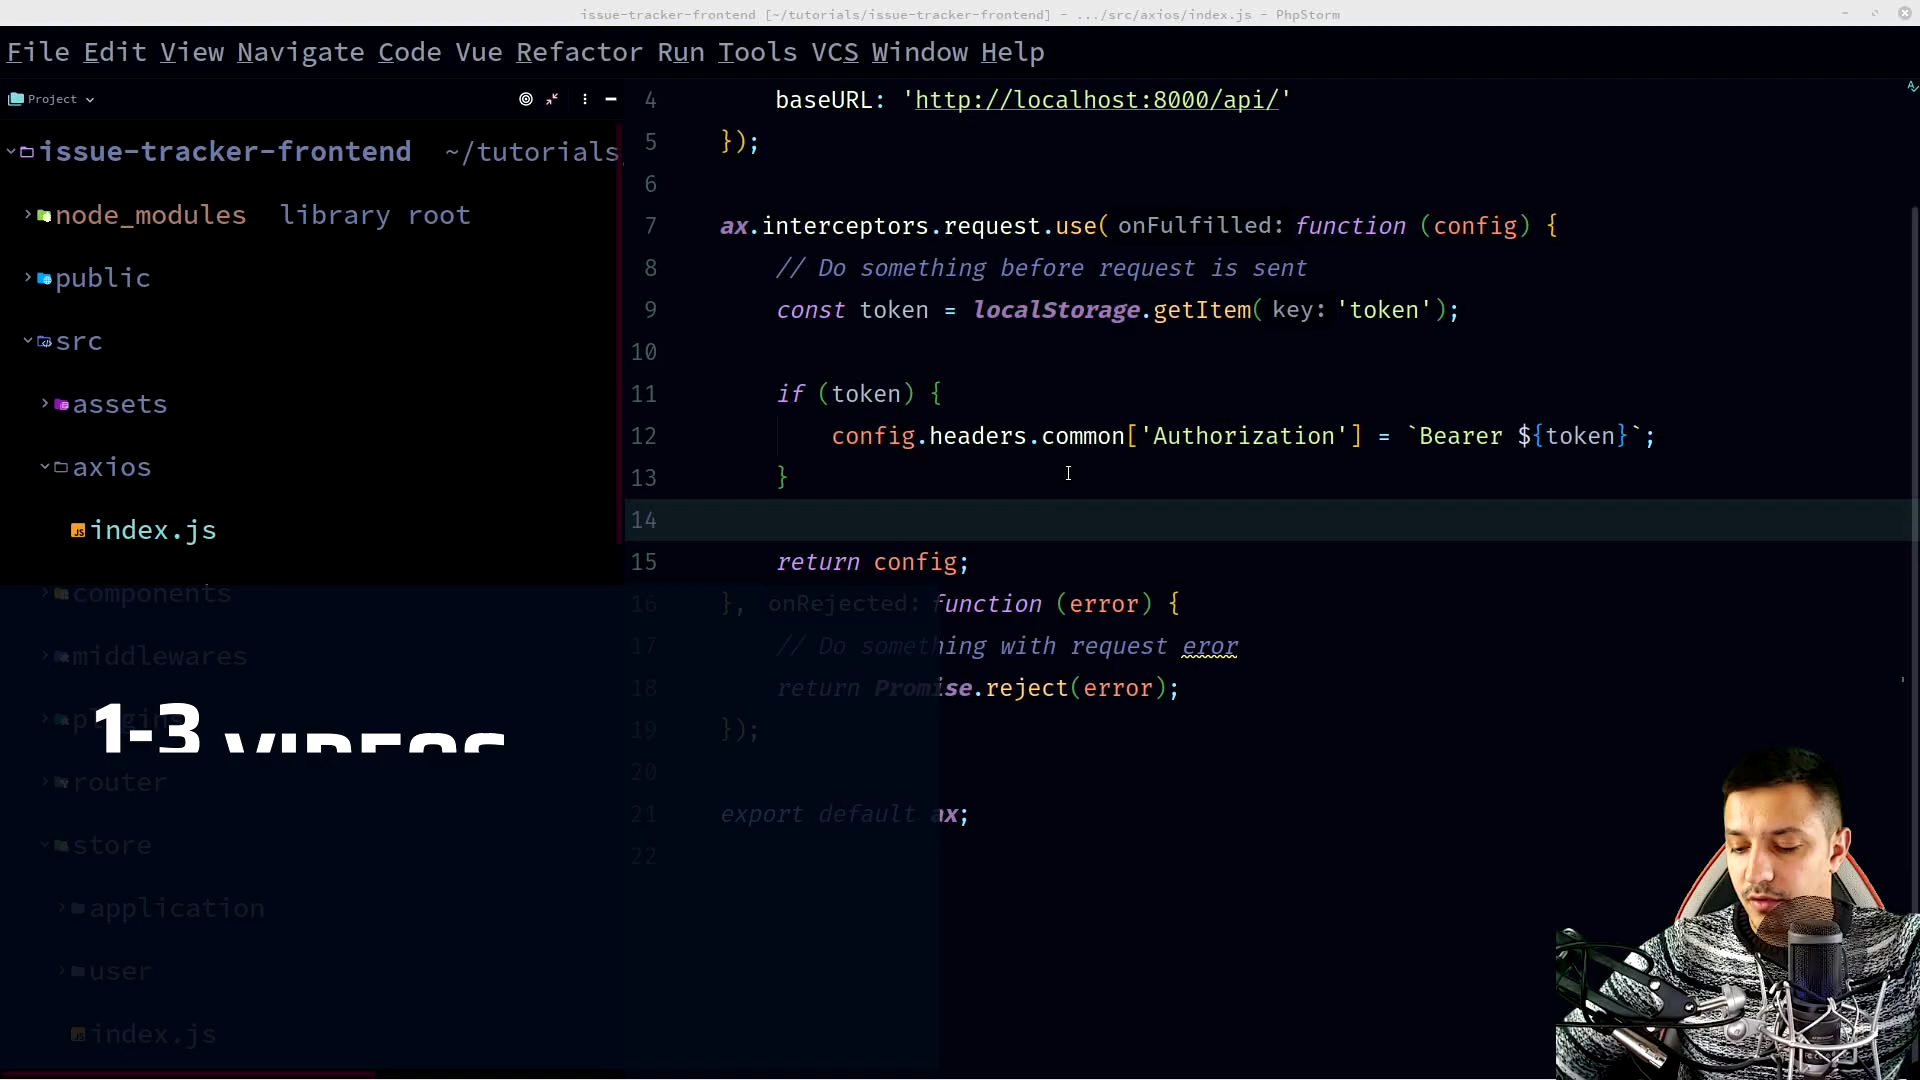 issue-tracker-frontend [~/tutorials/issue-tracker-frontend] - .../src/axios/index.js - PhpStorm
File Edit View Navigate Code Vue Refactor Run Tools VCS Window Help
Project
issue-tracker-frontend ~/tutorials
node_modules library root
public
src
assets
axios
index.js
components
middlewares
plugins
router
store
application
user
index.js
1-3 VIDEOS
4 baseURL: 'http://localhost:8000/api/'
5 });
6
7 ax.interceptors.request.use( onFulfilled: function (config) {
8 // Do something before request is sent
9 const token = localStorage.getItem( key: 'token');
10
11 if (token) {
12 config.headers.common['Authorization'] = `Bearer ${token}`;
13 }
14
15 return config;
16 }, onRejected: function (error) {
17 // Do something with request eror
18 return Promise.reject(error);
19 });
20
21 export default ax;
22